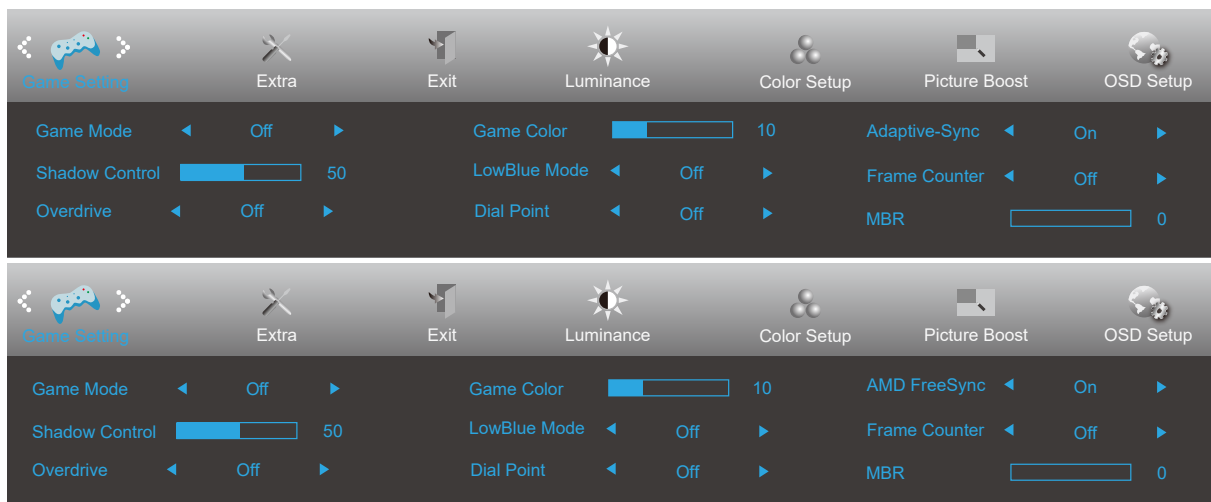 Game Setting Extra Exit Luminance Color Setup Picture Boost OSD Setup
Game Mode Off Game Color 10 Adaptive-Sync On
Shadow Control 50 LowBlue Mode Off Frame Counter Off
Overdrive Off Dial Point Off MBR 0
Game Setting Extra Exit Luminance Color Setup Picture Boost OSD Setup
Game Mode Off Game Color 10 AMD FreeSync On
Shadow Control 50 LowBlue Mode Off Frame Counter Off
Overdrive Off Dial Point Off MBR 0